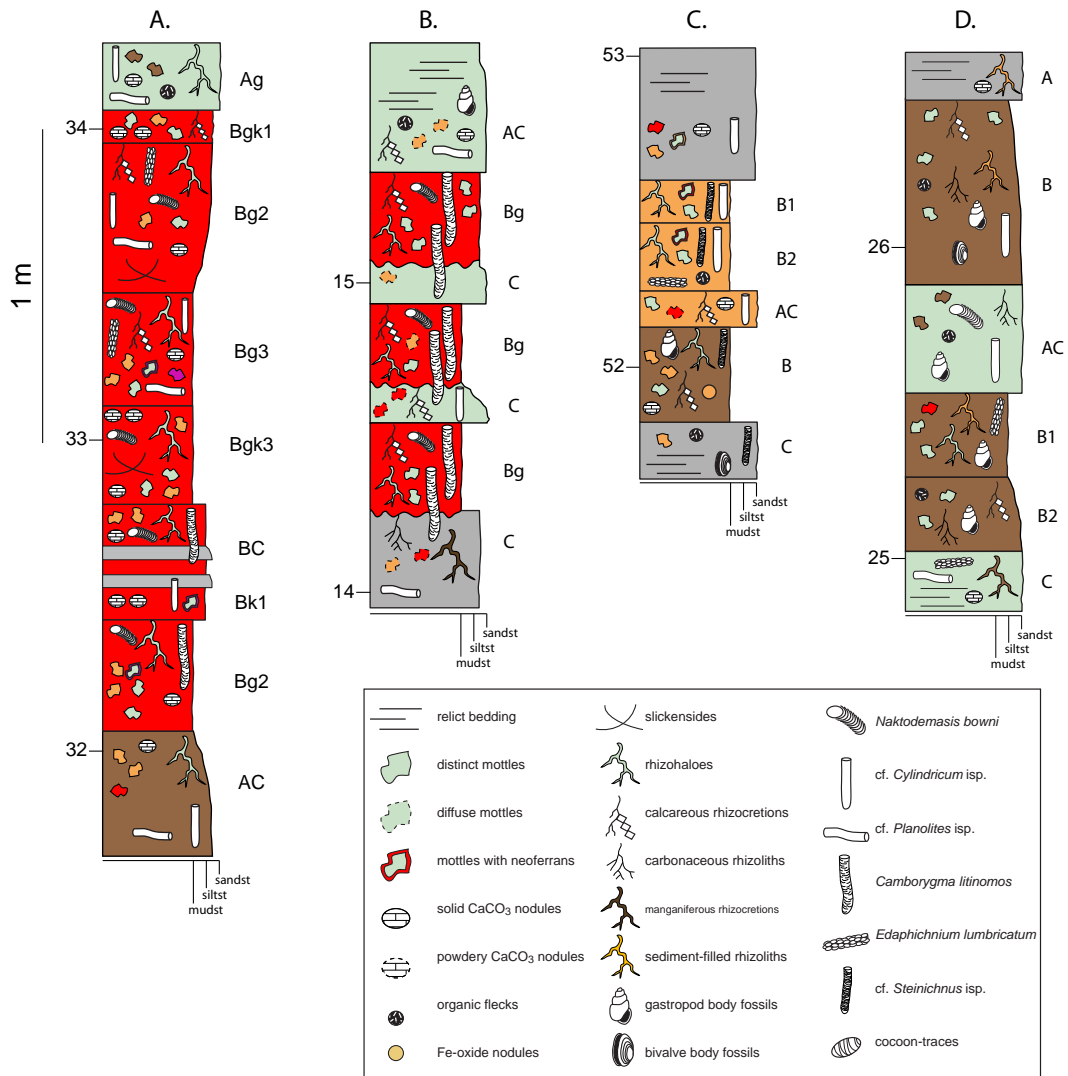 A.
B.
C.
D.
1 m
34
33
32
Ag
Bgk1
Bg2
Bg3
Bgk3
BC
Bk1
Bg2
AC
sandst
siltst
mudst
15
14
AC
Bg
C
Bg
C
Bg
C
sandst
siltst
mudst
53
52
B1
B2
AC
B
C
sandst
siltst
mudst
26
25
A
B
AC
B1
B2
C
sandst
siltst
mudst
relict bedding
distinct mottles
diffuse mottles
mottles with neoferrans
solid CaCO3 nodules
powdery CaCO3 nodules
organic flecks
Fe-oxide nodules
slickensides
rhizohaloes
calcareous rhizocretions
carbonaceous rhizoliths
manganiferous rhizocretions
sediment-filled rhizoliths
gastropod body fossils
bivalve body fossils
Naktodemasis bowni
cf. Cylindricum isp.
cf. Planolites isp.
Camborygma litinomos
Edaphichnium lumbricatum
cf. Steinichnus isp.
cocoon-traces